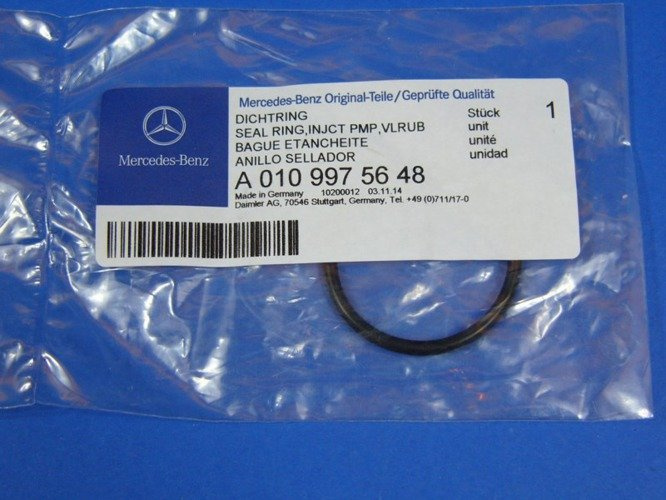 Mercedes-Benz
Mercedes-Benz Original-Teile/Geprüfte Qualität
DICHTRING Stück 1
SEAL RING,INJCT PMP,VLRUB unit
BAGUE ETANCHEITE unité
ANILLO SELLADOR unidad
A 010 997 56 48
Made in Germany 10200012 03.11.14
Daimler AG, 70546 Stuttgart, Germany, Tel. +49 (0)711/17-0